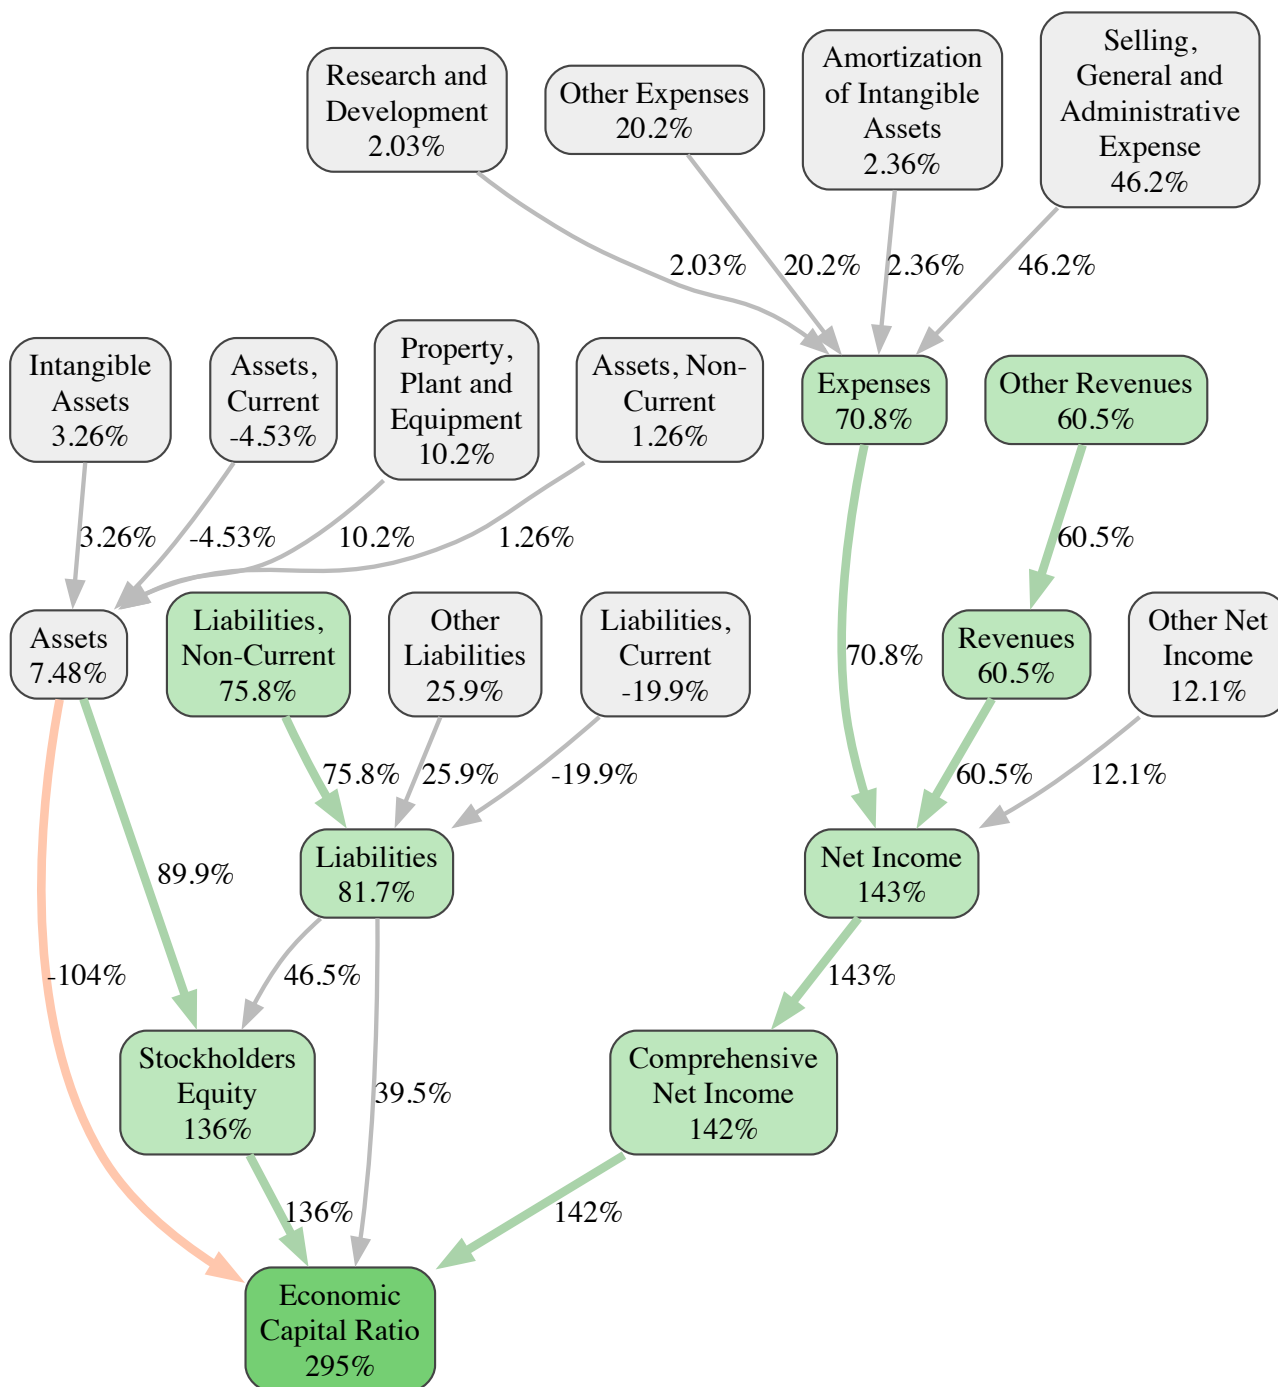 Research and
Development
2.03%
Other Expenses
20.2%
Amortization
of Intangible
Assets
2.36%
Selling,
General and
Administrative
Expense
46.2%
2.03%
20.2%
2.36%
46.2%
Intangible
Assets
3.26%
Assets,
Current
-4.53%
Property,
Plant and
Equipment
10.2%
Assets, Non-
Current
1.26%
Expenses
70.8%
Other Revenues
60.5%
3.26%
-4.53%
10.2%
1.26%
60.5%
Assets
7.48%
Liabilities,
Non-Current
75.8%
Other
Liabilities
25.9%
Liabilities,
Current
-19.9%
70.8%
Revenues
60.5%
Other Net
Income
12.1%
75.8%
25.9%
-19.9%
60.5%
12.1%
89.9%
Liabilities
81.7%
Net Income
143%
-104%
46.5%
143%
Stockholders
Equity
136%
39.5%
Comprehensive
Net Income
142%
136%
142%
Economic
Capital Ratio
295%